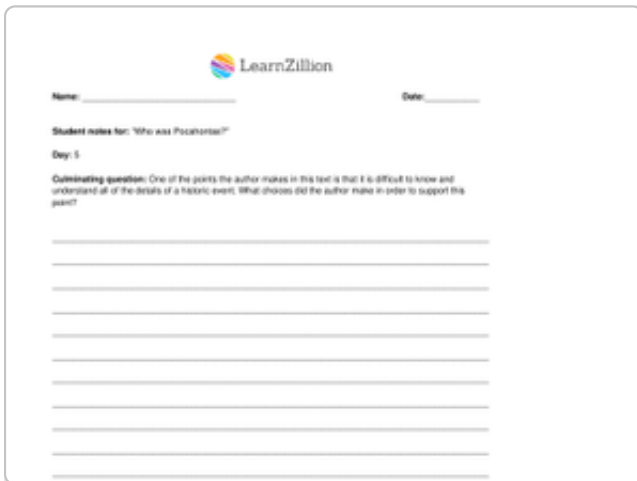 LearnZillion
Name: ____________________ Date:__________
Student notes for: "Who was Pocahontas?"
Day: 5
Culminating question: One of the points the author makes in this text is that it is difficult to know and
understand all of the details of a historic event. What choices did the author make in order to support this
point?